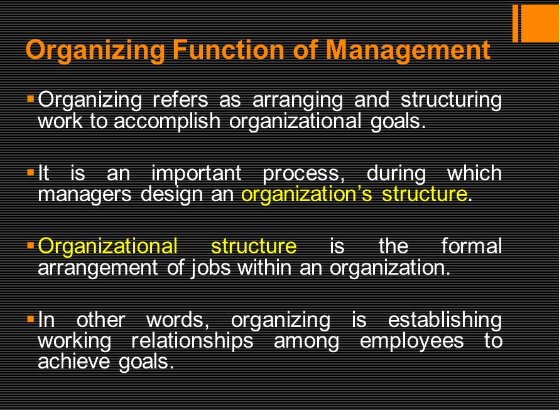 Organizing Function of Management
▪Organizing refers as arranging and structuring
work to accomplish organizational goals.
▪It is an important process, during which
managers design an organization's structure.
▪Organizational structure is the formal
arrangement of jobs within an organization.
▪In other words, organizing is establishing
working relationships among employees to
achieve goals.